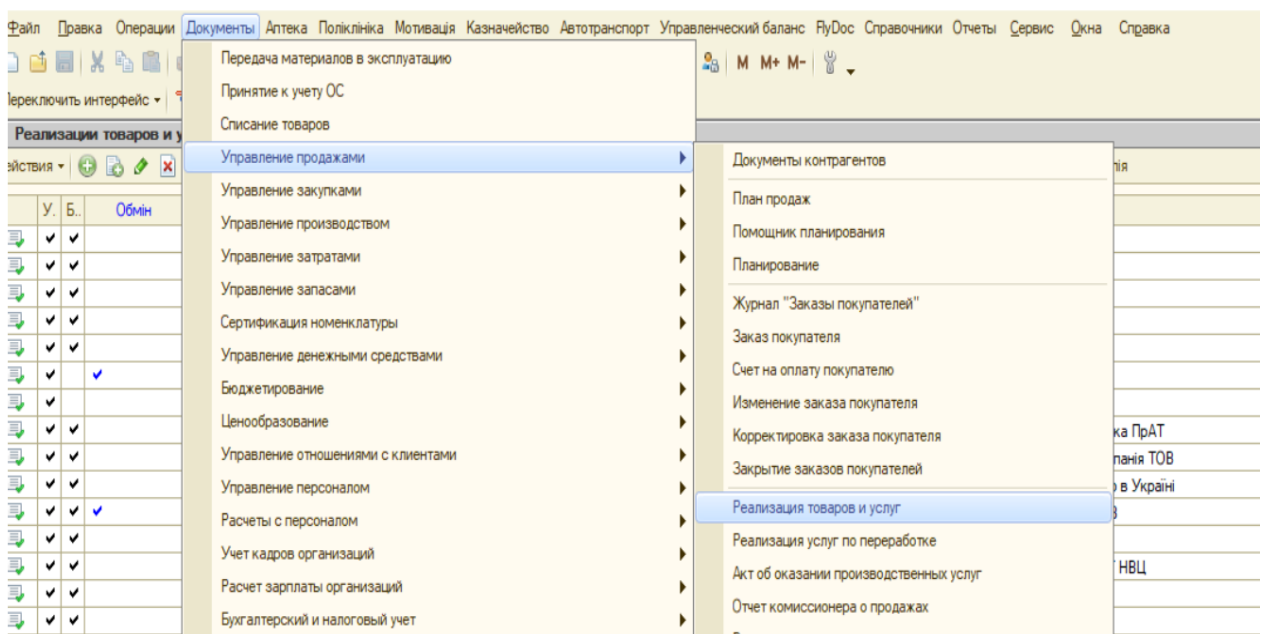 Файл Правка Операции Документы Аптека Поліклініка Мотивація Казначейство Автотранспорт Управленческий баланс FlyDoc Справочники Отчеты Сервис Окна Справка
M M+ M-
Переключить интерфейс
Реализации товаров и у
ействия
У. Б.. Обмін
Передача материалов в эксплуатацию
Принятие к учету ОС
Списание товаров
Управление продажами
Управление закупками
Управление производством
Управление затратами
Управление запасами
Сертификация номенклатуры
Управление денежными средствами
Бюджетирование
Ценообразование
Управление отношениями с клиентами
Управление персоналом
Расчеты с персоналом
Учет кадров организаций
Расчет зарплаты организаций
Бухгалтерский и налоговый учет
Документы контрагентов
План продаж
Помощник планирования
Планирование
Журнал "Заказы покупателей"
Заказ покупателя
Счет на оплату покупателю
Изменение заказа покупателя
Корректировка заказа покупателя
Закрытие заказов покупателей
Реализация товаров и услуг
Реализация услуг по переработке
Акт об оказании производственных услуг
Отчет комиссионера о продажах
ія
ка ПрАТ
панія ТОВ
в Україні
НВЦ